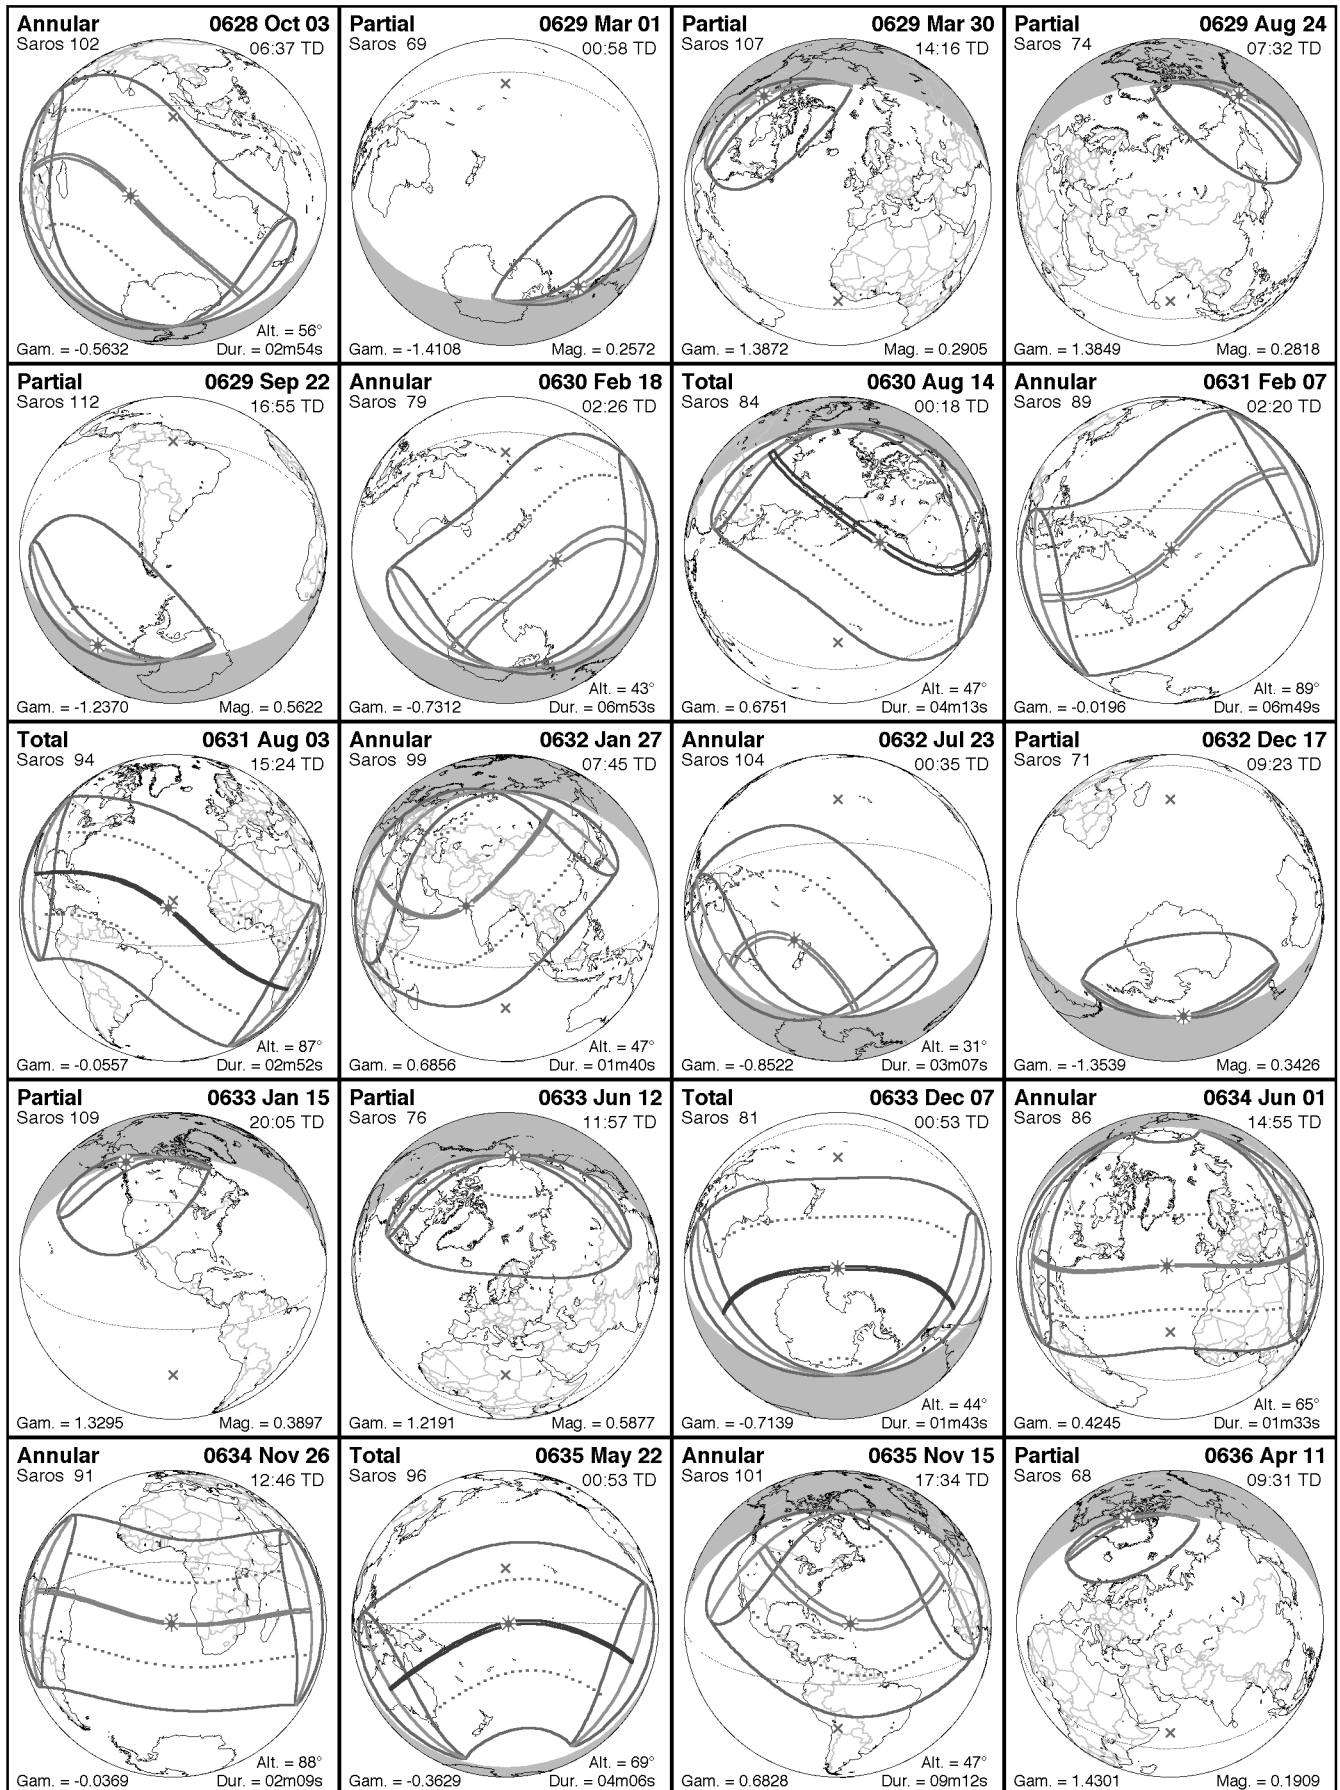 Annular 0628 Oct 03
Saros 102 06:37 TD
Alt. = 56°
Gam. = -0.5632 Dur. = 02m54s
Partial 0629 Mar 01
Saros 69 00:58 TD
Gam. = -1.4108 Mag. = 0.2572
Partial 0629 Mar 30
Saros 107 14:16 TD
Gam. = 1.3872 Mag. = 0.2905
Partial 0629 Aug 24
Saros 74 07:32 TD
Gam. = 1.3849 Mag. = 0.2818
Partial 0629 Sep 22
Saros 112 16:55 TD
Gam. = -1.2370 Mag. = 0.5622
Annular 0630 Feb 18
Saros 79 02:26 TD
Alt. = 43°
Gam. = -0.7312 Dur. = 06m53s
Total 0630 Aug 14
Saros 84 00:18 TD
Alt. = 47°
Gam. = 0.6751 Dur. = 04m13s
Annular 0631 Feb 07
Saros 89 02:20 TD
Alt. = 89°
Gam. = -0.0196 Dur. = 06m49s
Total 0631 Aug 03
Saros 94 15:24 TD
Alt. = 87°
Gam. = -0.0557 Dur. = 02m52s
Annular 0632 Jan 27
Saros 99 07:45 TD
Alt. = 47°
Gam. = 0.6856 Dur. = 01m40s
Annular 0632 Jul 23
Saros 104 00:35 TD
Alt. = 31°
Gam. = -0.8522 Dur. = 03m07s
Partial 0632 Dec 17
Saros 71 09:23 TD
Gam. = -1.3539 Mag. = 0.3426
Partial 0633 Jan 15
Saros 109 20:05 TD
Gam. = 1.3295 Mag. = 0.3897
Partial 0633 Jun 12
Saros 76 11:57 TD
Gam. = 1.2191 Mag. = 0.5877
Total 0633 Dec 07
Saros 81 00:53 TD
Alt. = 44°
Gam. = -0.7139 Dur. = 01m43s
Annular 0634 Jun 01
Saros 86 14:55 TD
Alt. = 65°
Gam. = 0.4245 Dur. = 01m33s
Annular 0634 Nov 26
Saros 91 12:46 TD
Alt. = 88°
Gam. = -0.0369 Dur. = 02m09s
Total 0635 May 22
Saros 96 00:53 TD
Alt. = 69°
Gam. = -0.3629 Dur. = 04m06s
Annular 0635 Nov 15
Saros 101 17:34 TD
Alt. = 47°
Gam. = 0.6828 Dur. = 09m12s
Partial 0636 Apr 11
Saros 68 09:31 TD
Gam. = 1.4301 Mag. = 0.1909